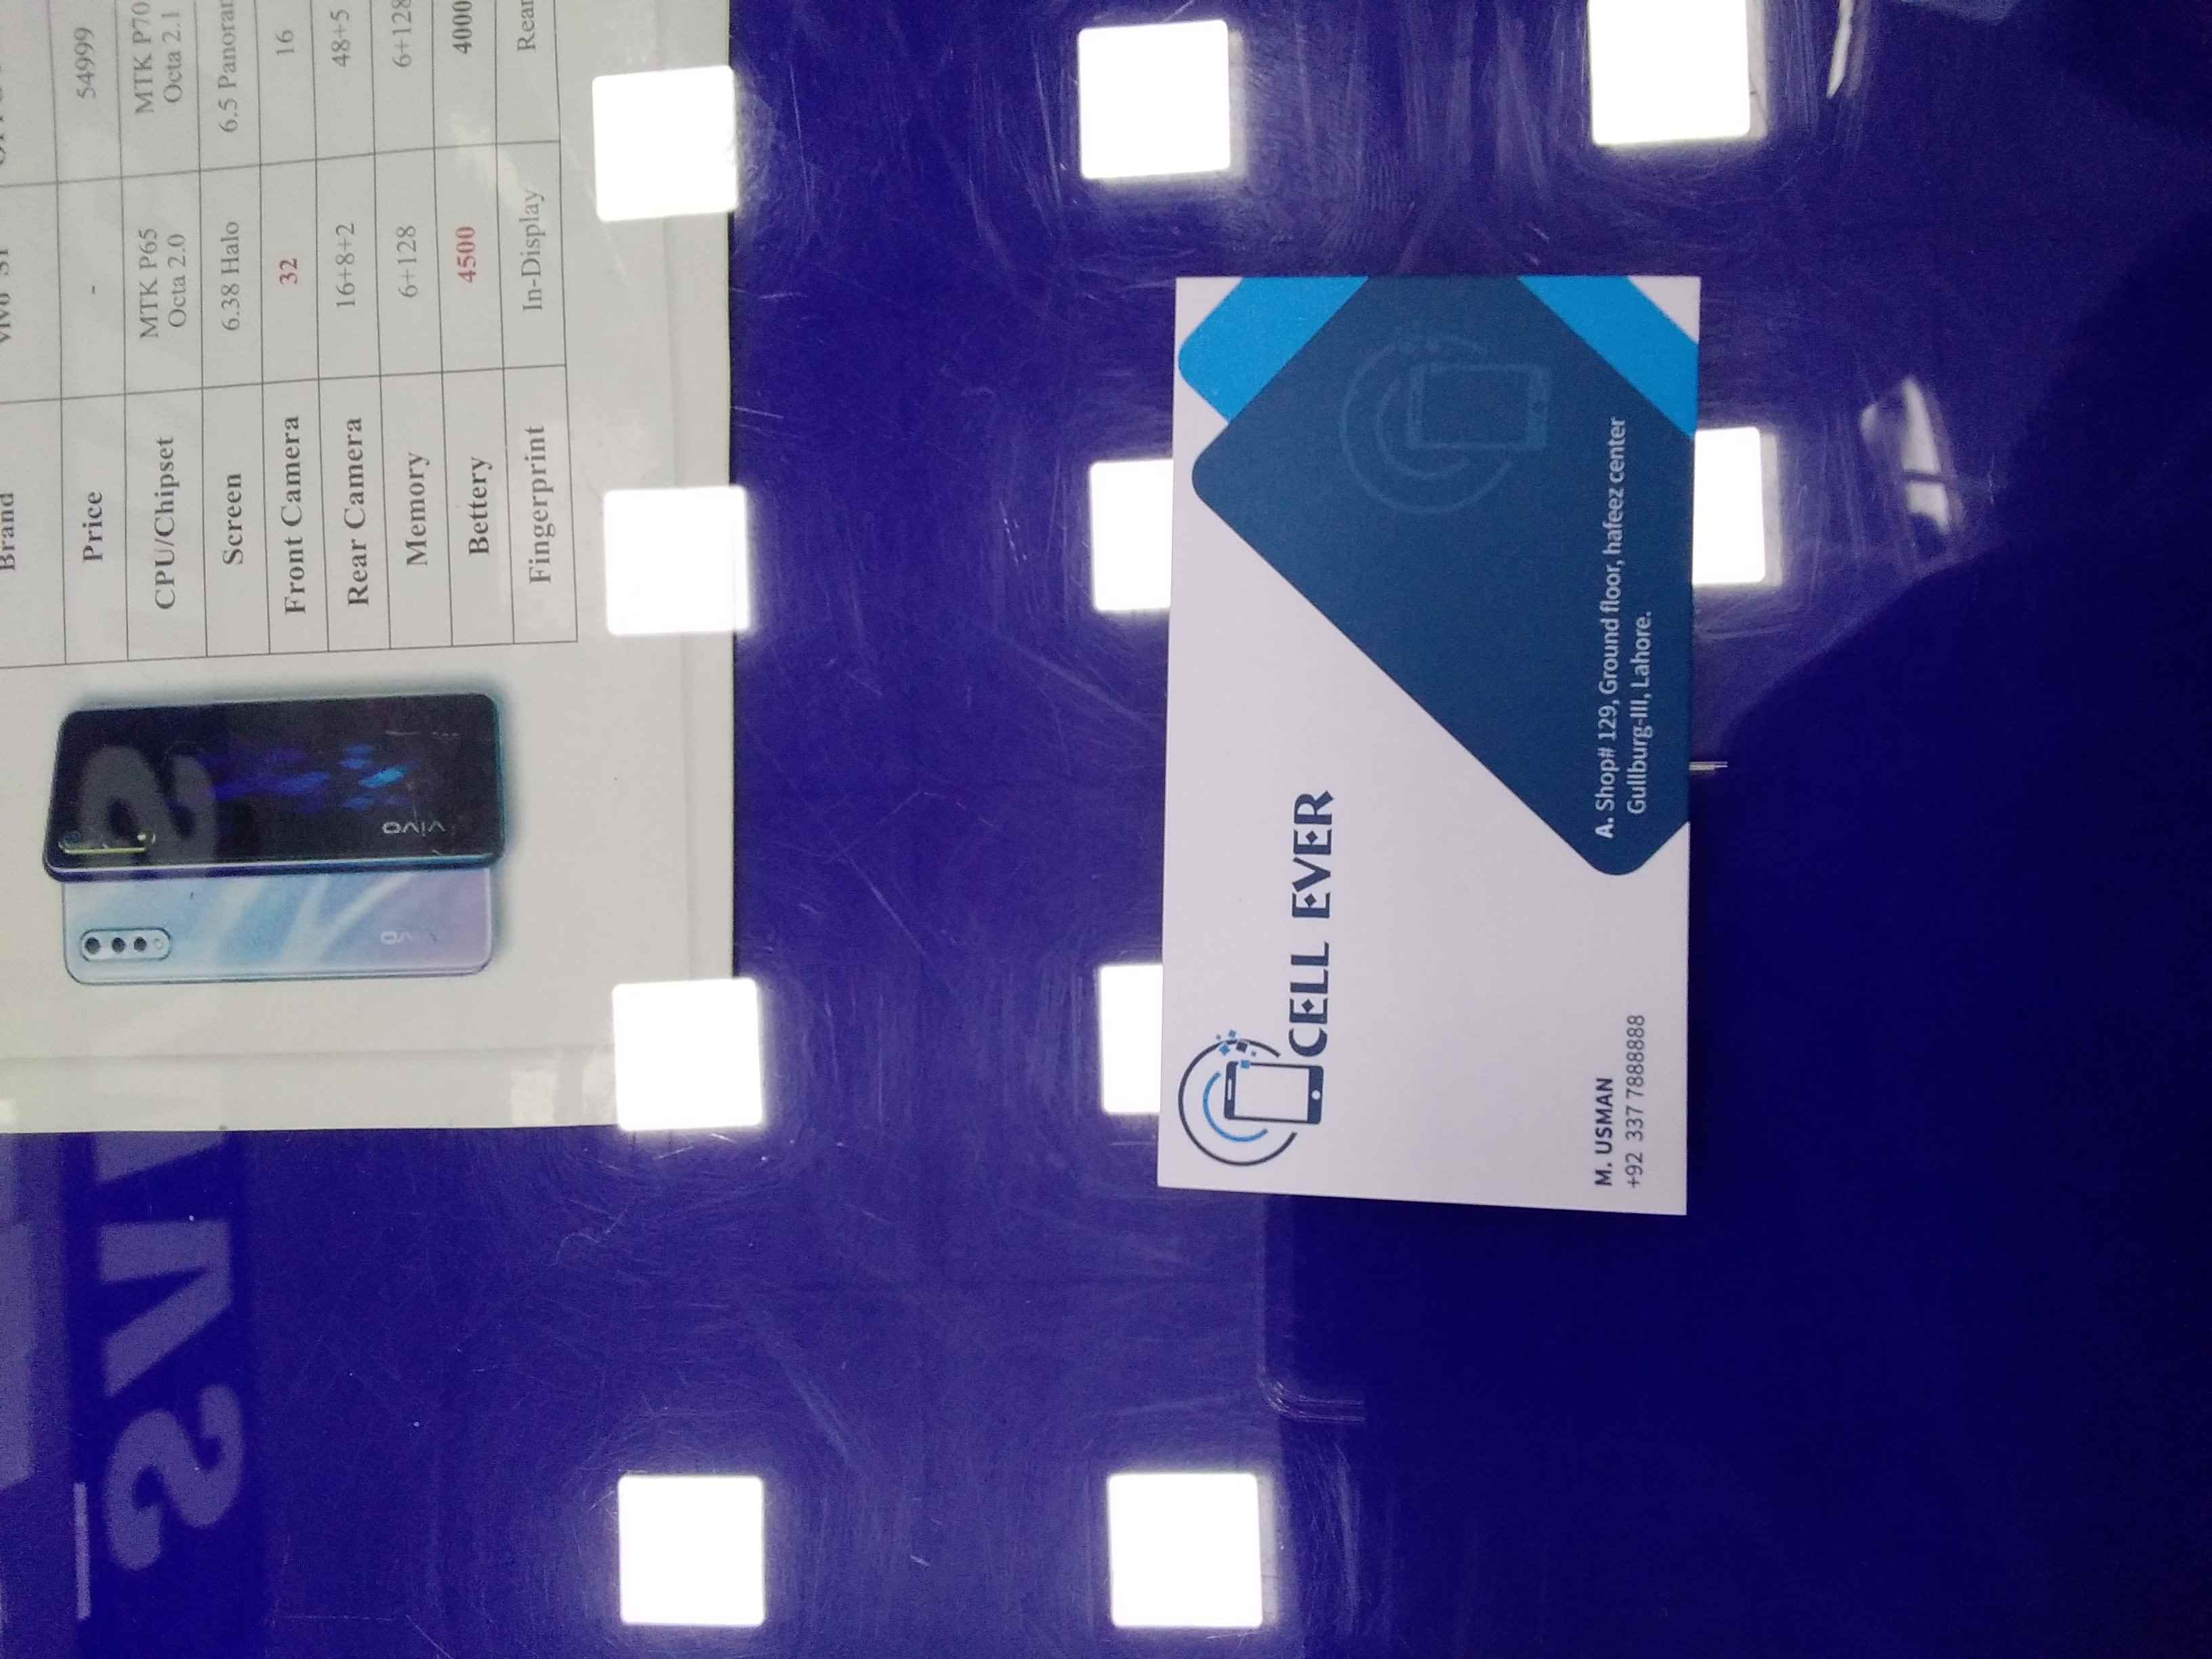 Brand vivo S1
Price - 54999
CPU/Chipset MTK P65 MTK P70
Octa 2.0 Octa 2.1
Screen 6.38 Halo 6.5
Front Camera 32 16
Rear Camera 16+8+2 48+5
Memory 6+128 6+128
Bettery 4500 4000
Fingerprint In-Display Rear
vivo
vivo
CELL EVER
M. USMAN
+92 337 7888888
A. Shop# 129, Ground floor, hafeez center
Gullburg-III, Lahore.